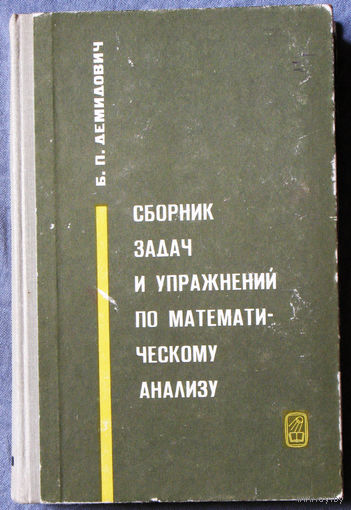 Б. П. ДЕМИДОВИЧ
СБОРНИК
ЗАДАЧ
И УПРАЖНЕНИЙ
ПО МАТЕМАТИ-
ЧЕСКОМУ
АНАЛИЗУ